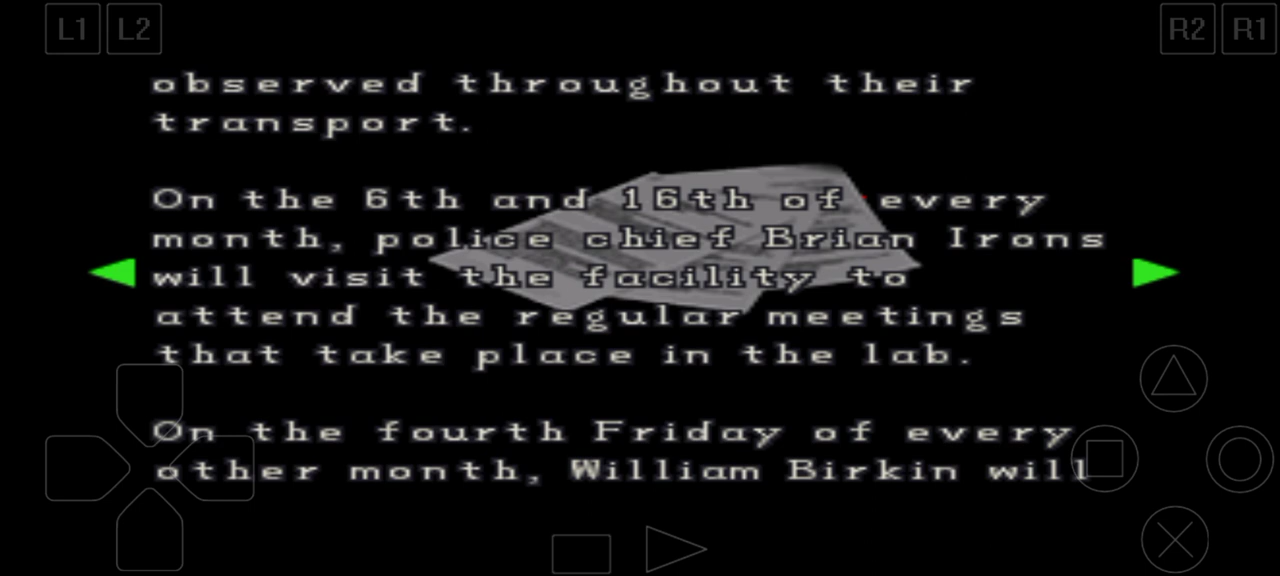 L1 L2 R2 R1
observed throughout their
transport.
On the 6th and 16th of every
month, police chief Brian Irons
will visit the facility to
attend the regular meetings
that take place in the lab.
On the fourth Friday of every
other month, William Birkin will